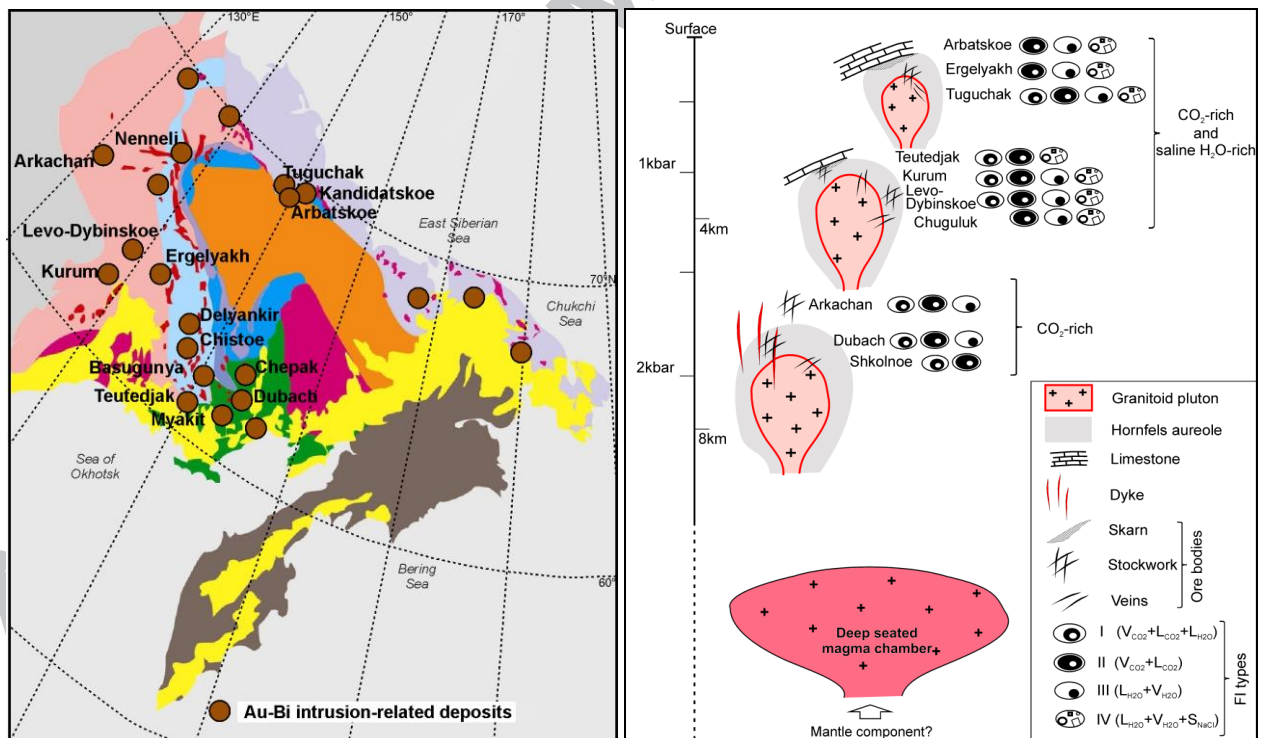 130°E
150°
170°
Nenneli
Arkachan
Tuguchak
Kandidatskoe
Arbatskoe
East Siberian
Sea
Levo-Dybinskoe
Ergelyakh
Kurum
70°N
Chukchi
Sea
Delyankir
Chistoe
Basugunya
Chepak
Teutedjak
Dubach
Myakit
Sea of
Okhotsk
Bering
Sea
60°
Au-Bi intrusion-related deposits
Surface
1kbar
4km
2kbar
8km
Arbatskoe
Ergelyakh
Tuguchak
CO2-rich
and
saline H2O-rich
Teutedjak
Kurum
Levo-
Dybinskoe
Chuguluk
Arkachan
Dubach
Shkolnoe
CO2-rich
Deep seated
magma chamber
Mantle component?
Granitoid pluton
Hornfels aureole
Limestone
Dyke
Skarn
Stockwork
Veins
Ore bodies
I (VCO2+LCO2+LH2O)
II (VCO2+LCO2)
III (LH2O+VH2O)
IV (LH2O+VH2O+SNaCl)
FI types